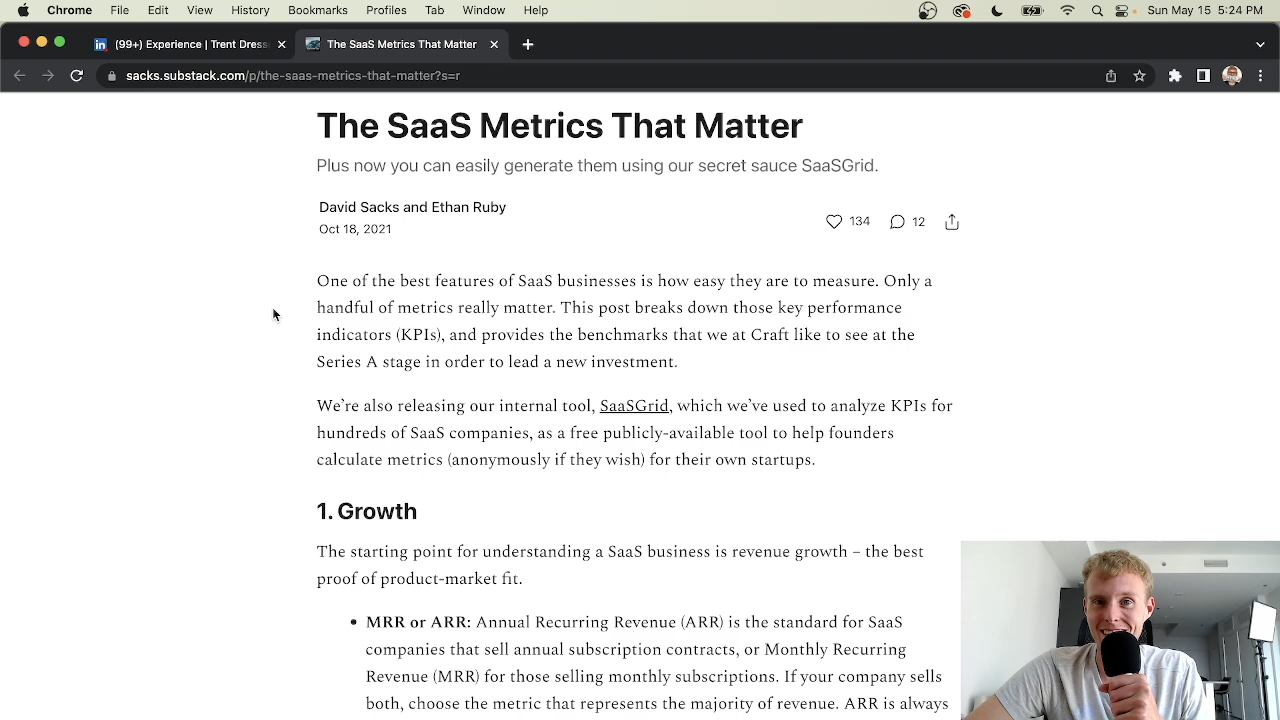 Chrome File Edit View History Bookmarks Profiles Tab Window Help Sun May 15 5:24 PM
(99+) Experience | Trent Dress The SaaS Metrics That Matter
sacks.substack.com/p/the-saas-metrics-that-matter?s=r
The SaaS Metrics That Matter
Plus now you can easily generate them using our secret sauce SaaSGrid.
David Sacks and Ethan Ruby
Oct 18, 2021
134 12
One of the best features of SaaS businesses is how easy they are to measure. Only a
handful of metrics really matter. This post breaks down those key performance
indicators (KPIs), and provides the benchmarks that we at Craft like to see at the
Series A stage in order to lead a new investment.
We’re also releasing our internal tool, SaaSGrid, which we’ve used to analyze KPIs for
hundreds of SaaS companies, as a free publicly-available tool to help founders
calculate metrics (anonymously if they wish) for their own startups.
1. Growth
The starting point for understanding a SaaS business is revenue growth – the best
proof of product-market fit.
MRR or ARR: Annual Recurring Revenue (ARR) is the standard for SaaS
companies that sell annual subscription contracts, or Monthly Recurring
Revenue (MRR) for those selling monthly subscriptions. If your company sells
both, choose the metric that represents the majority of revenue. ARR is always